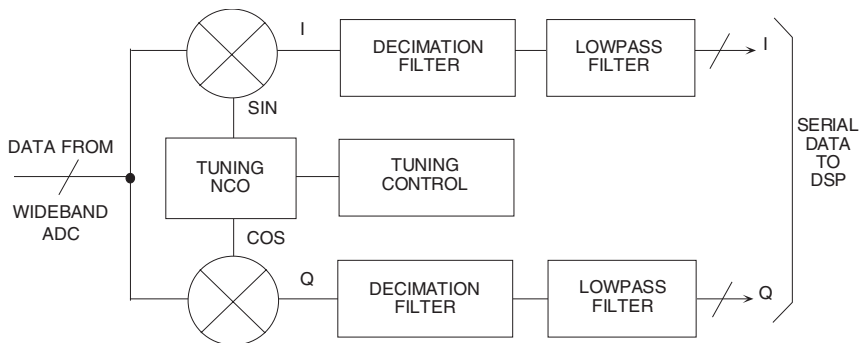 I
DECIMATION
FILTER
LOWPASS
FILTER
I
SIN
DATA FROM
WIDEBAND
ADC
TUNING
NCO
TUNING
CONTROL
SERIAL
DATA
TO
DSP
COS
Q
DECIMATION
FILTER
LOWPASS
FILTER
Q